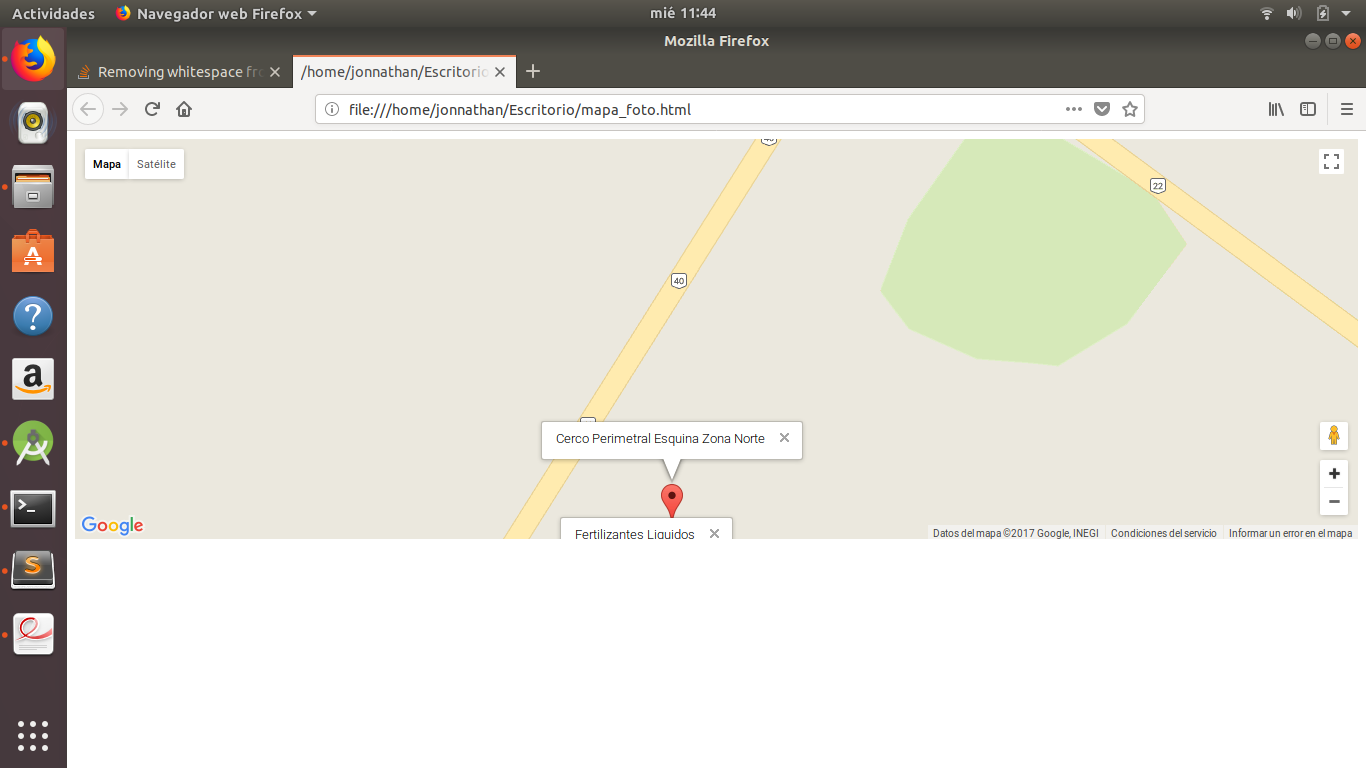 Actividades
Navegador web Firefox
mié 11:44
Mozilla Firefox
Removing whitespace fro
/home/jonnathan/Escritorio
file:///home/jonnathan/Escritorio/mapa_foto.html
Mapa
Satélite
22
40
Cerco Perimetral Esquina Zona Norte
Fertilizantes Liquidos
Google
Datos del mapa ©2017 Google, INEGI
Condiciones del servicio
Informar un error en el mapa